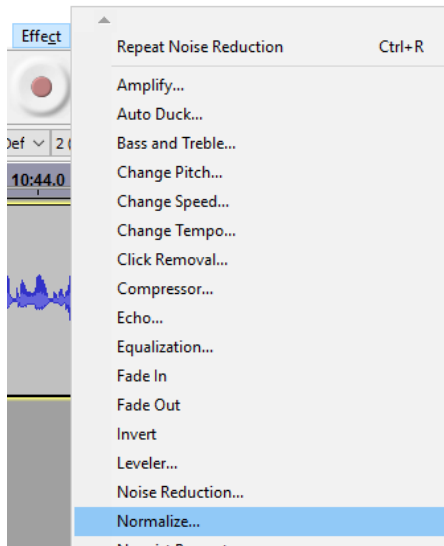 Effect
Repeat Noise Reduction Ctrl+R
Amplify...
Auto Duck...
Bass and Treble...
Def 2
Change Pitch...
10:44.0
Change Speed...
Change Tempo...
Click Removal...
Compressor...
Echo...
Equalization...
Fade In
Fade Out
Invert
Leveler...
Noise Reduction...
Normalize...